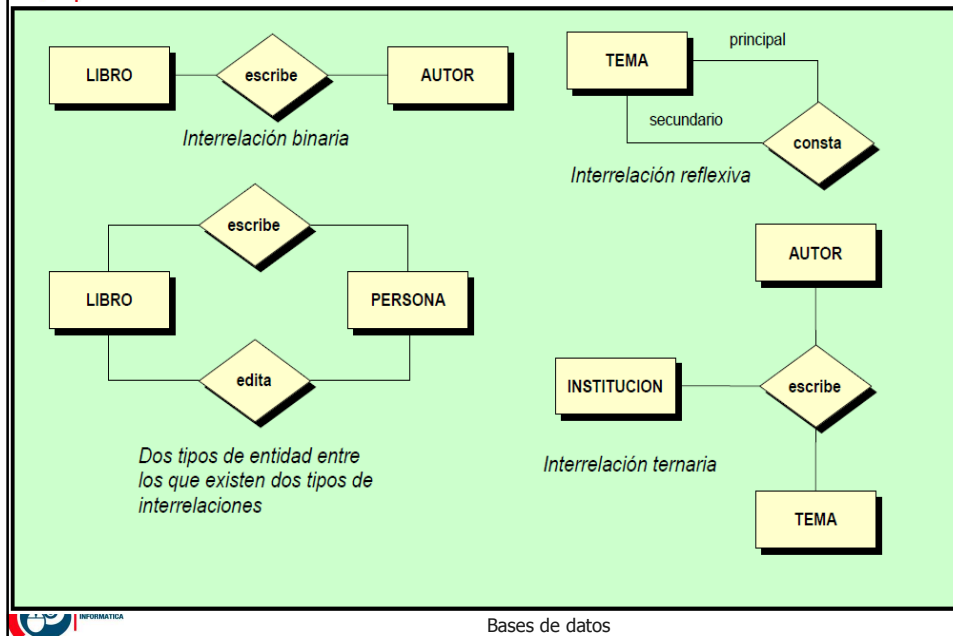 LIBRO
escribe
AUTOR
Interrelación binaria
TEMA
principal
secundario
consta
Interrelación reflexiva
escribe
LIBRO
PERSONA
edita
Dos tipos de entidad entre
los que existen dos tipos de
interrelaciones
AUTOR
INSTITUCION
escribe
Interrelación ternaria
TEMA
INFORMATICA
Bases de datos